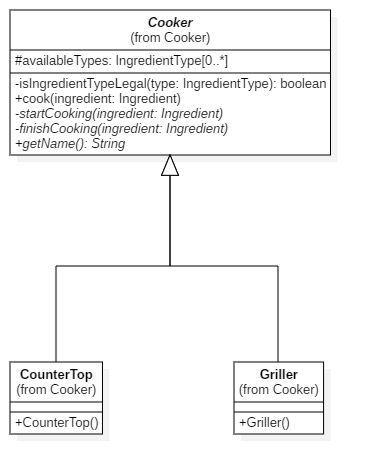 Cooker
(from Cooker)
#availableTypes: IngredientType[0..*]
-isIngredientTypeLegal(type: IngredientType): boolean
+cook(ingredient: Ingredient)
-startCooking(ingredient: Ingredient)
-finishCooking(ingredient: Ingredient)
+getName(): String
CounterTop
(from Cooker)
+CounterTop()
Griller
(from Cooker)
+Griller()